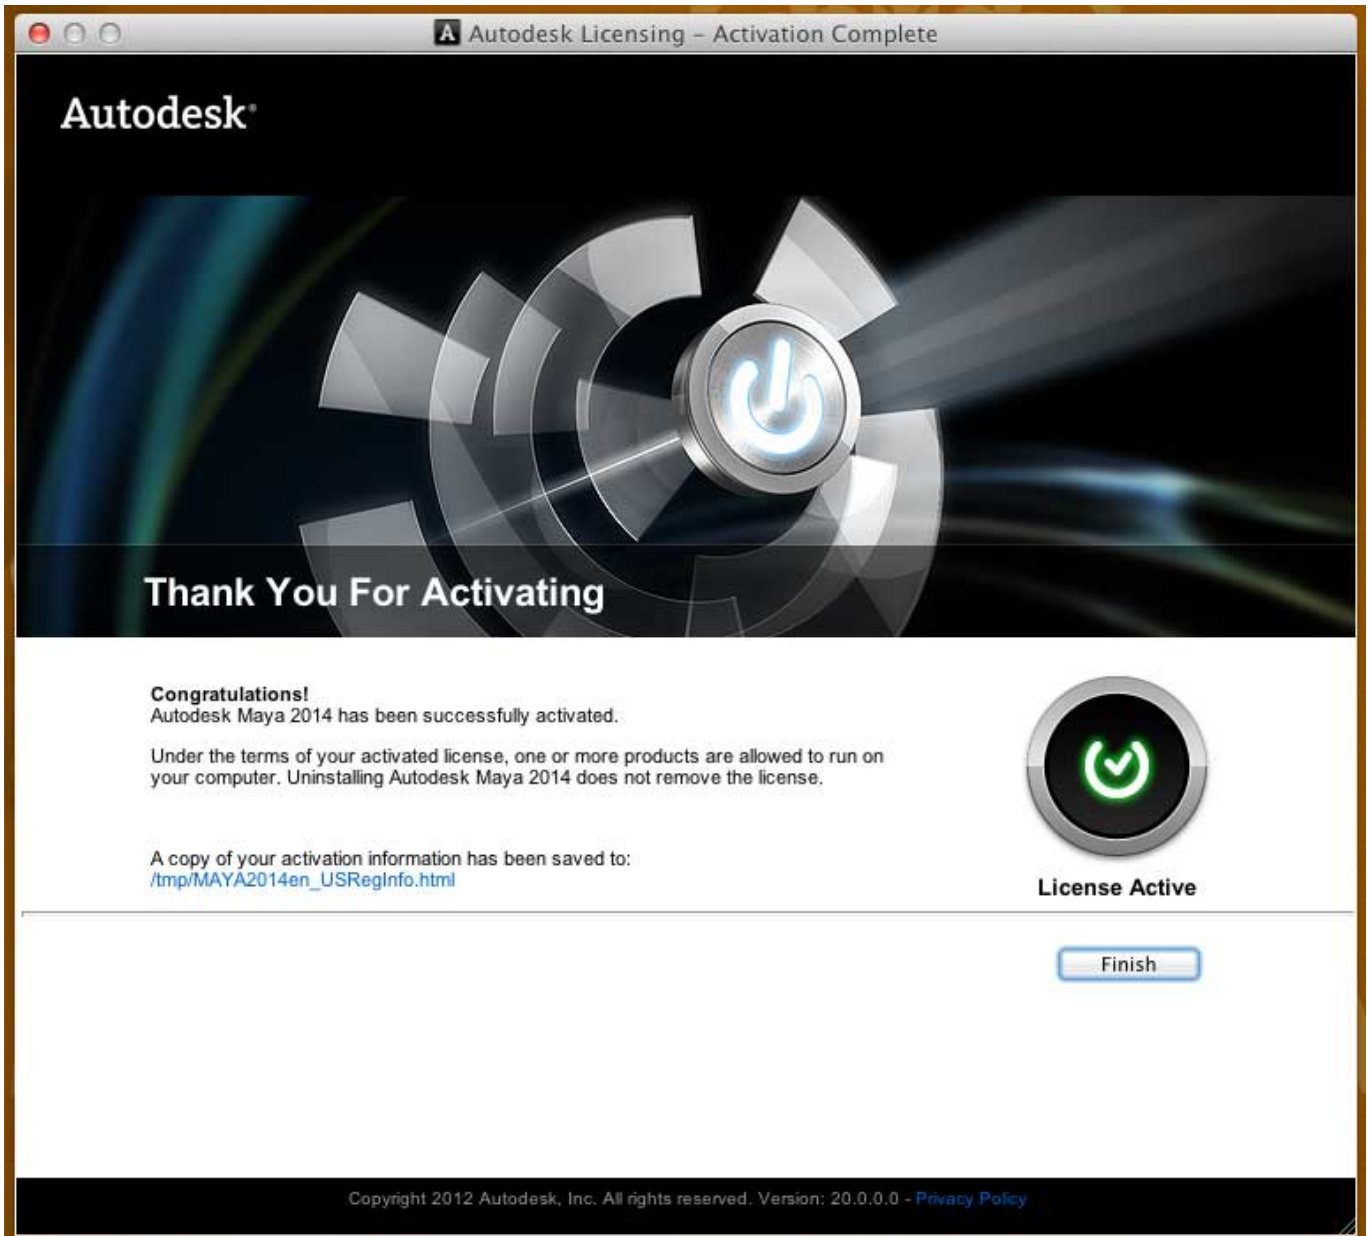 Autodesk Licensing – Activation Complete
Autodesk®
Thank You For Activating
Congratulations!
Autodesk Maya 2014 has been successfully activated.
Under the terms of your activated license, one or more products are allowed to run on
your computer. Uninstalling Autodesk Maya 2014 does not remove the license.
A copy of your activation information has been saved to:
/tmp/MAYA2014en_USRegInfo.html
License Active
Finish
Copyright 2012 Autodesk, Inc. All rights reserved. Version: 20.0.0.0 - Privacy Policy